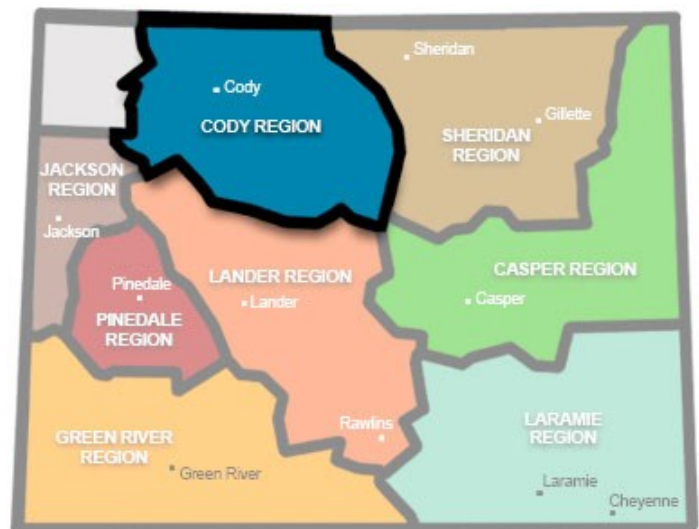 Sheridan
Cody
CODY REGION
Gillette
SHERIDAN
REGION
JACKSON
REGION
Jackson
Pinedale
PINEDALE
REGION
LANDER REGION
Lander
CASPER REGION
Casper
Rawlins
GREEN RIVER
REGION
Green River
LARAMIE
REGION
Laramie
Cheyenne